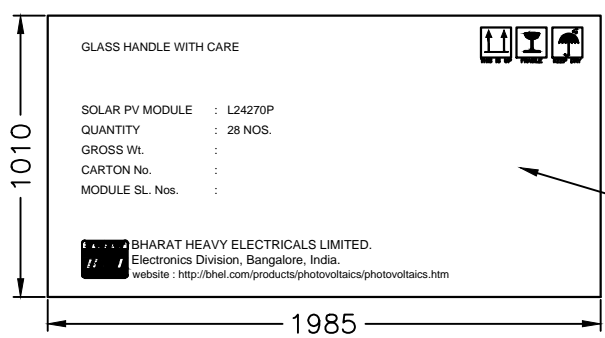 GLASS HANDLE WITH CARE
SOLAR PV MODULE : L24270P
QUANTITY : 28 NOS.
GROSS Wt. :
CARTON No. :
MODULE SL. Nos. :
BHARAT HEAVY ELECTRICALS LIMITED.
Electronics Division, Bangalore, India.
website : http://bhel.com/products/photovoltaics/photovoltaics.htm
1010
1985